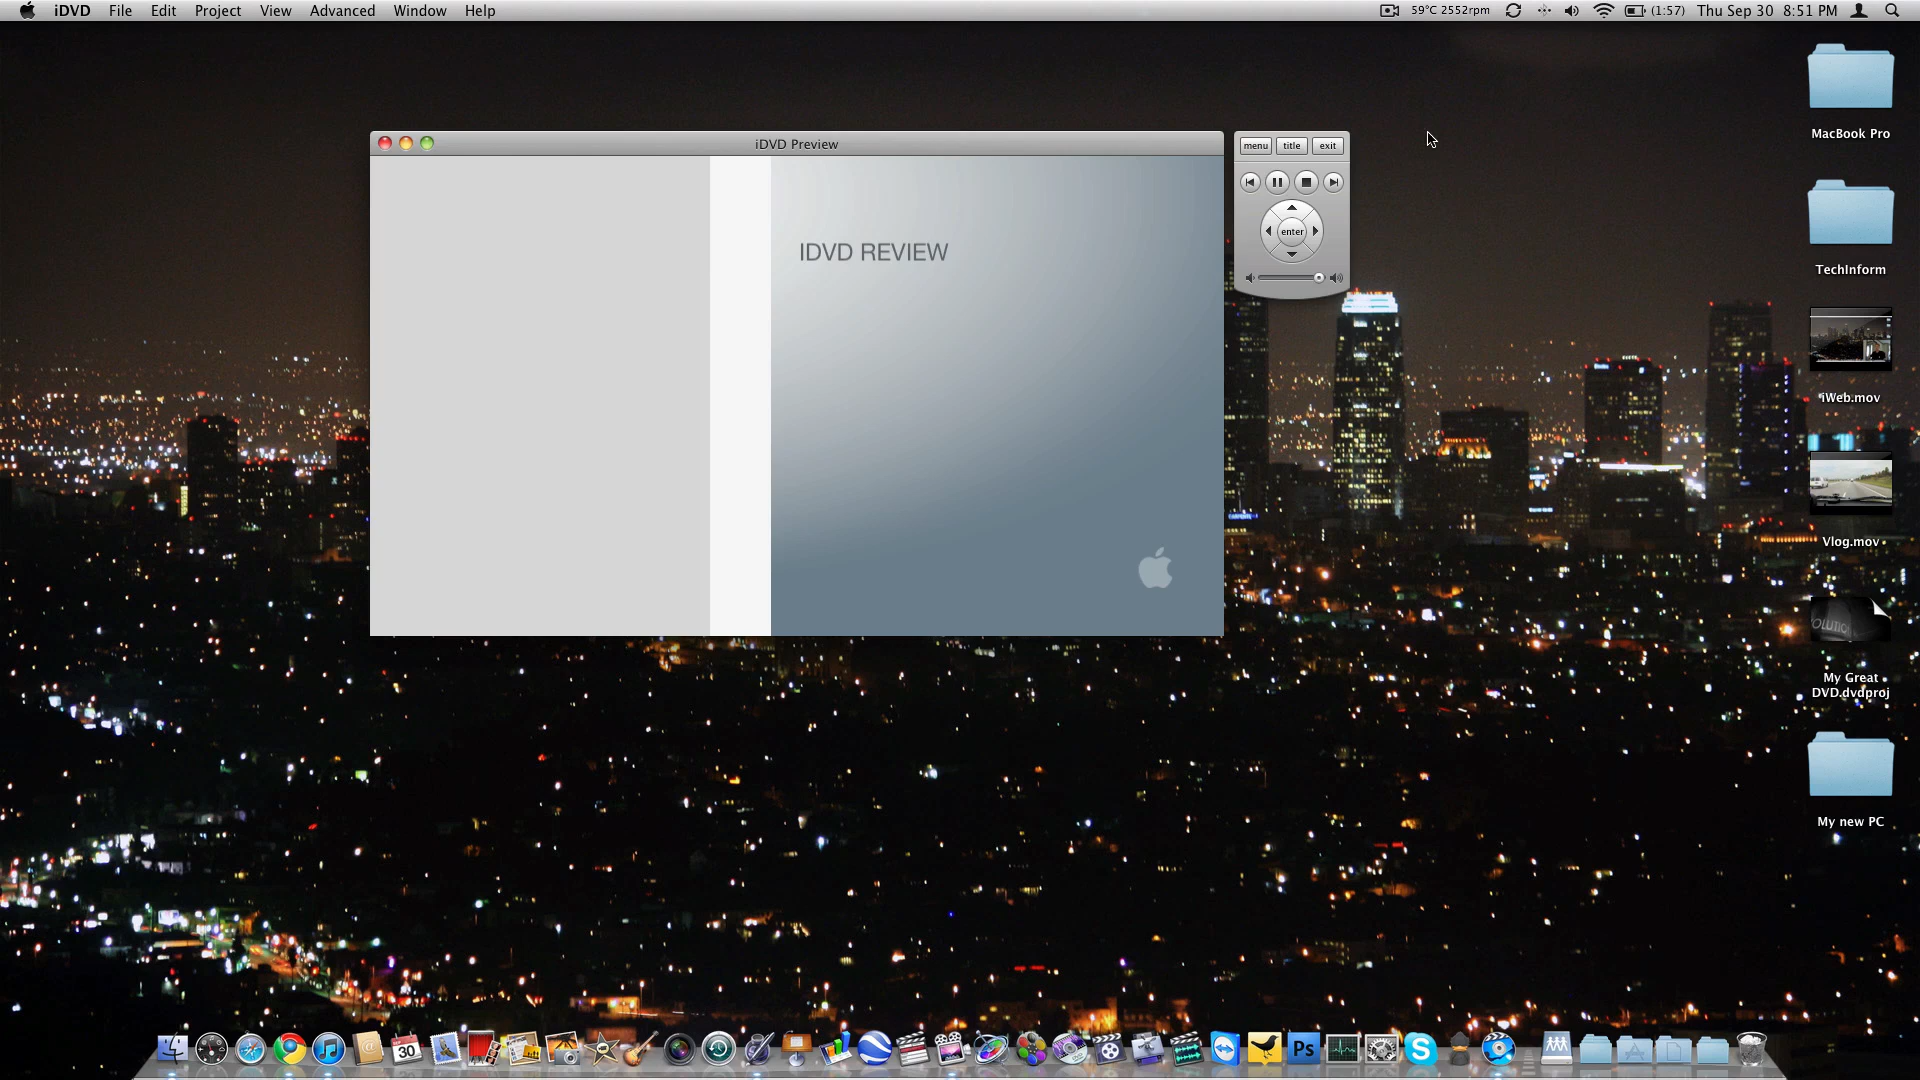 iDVD File Edit Project View Advanced Window Help
59°C 2552rpm (1:57) Thu Sep 30 8:51 PM
iDVD Preview
menu title exit
enter
IDVD REVIEW
MacBook Pro
TechInform
iWeb.mov
Vlog.mov
OLUTIO
My Great
DVD.dvdproj
My new PC
SEP
30
Ps